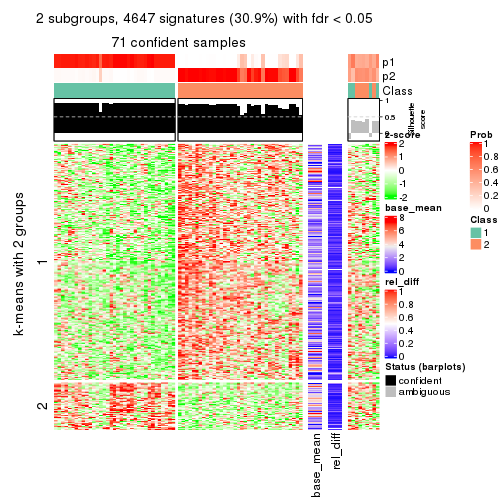 2 subgroups, 4647 signatures (30.9%) with fdr < 0.05
71 confident samples
p1
p2
Class
1
0.5
0
Silhouette
score
k-means with 2 groups
1
2
base_mean
rel_diff
z-score
2
1
0
-1
-2
base_mean
8
6
4
2
0
rel_diff
1
0.8
0.6
0.4
0.2
0
Status (barplots)
confident
ambiguous
Prob
1
0.8
0.6
0.4
0.2
0
Class
1
2